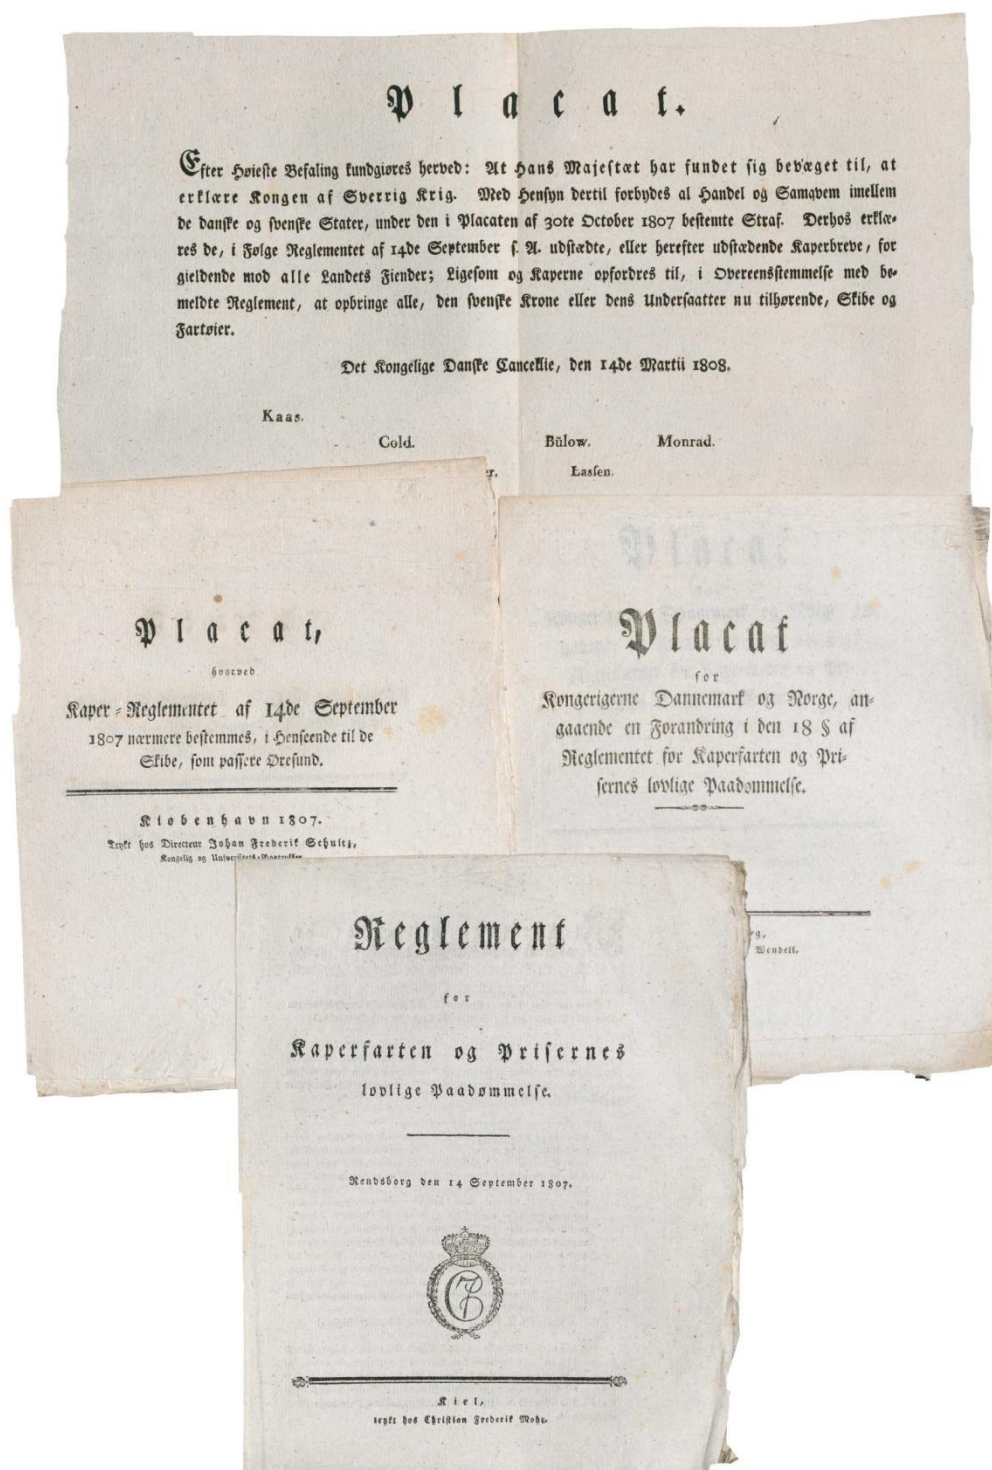 Placat.
Efter Høieste Befaling kundgiøres herved: At Hans Majestæt har fundet sig bevæget til, at
erklære Kongen af Sverrig Krig. Med Hensyn dertil forbydes al Handel og Samqvem imellem
de danske og svenske Stater, under den i Placaten af 30te October 1807 bestemte Straf. Derhos erklæ-
res de, i Følge Reglementet af 14de September s. A. udstædte, eller herefter udstædende Kaperbreve, for
gieldende mod alle Landets Fiender; Ligesom og Kaperne opfordres til, i Overeensstemmelse med be-
meldte Reglement, at opbringe alle, den svenske Krone eller dens Undersaatter nu tilhørende, Skibe og
Fartøier.
Det Kongelige Danske Cancellie, den 14de Martii 1808.
Kaas.
Cold. Bülow. Monrad.
Lassen.
Placat,
hvorved
Kaper-Reglementet af 14de September
1807 nærmere bestemmes, i Henseende til de
Skibe, som passere Øresund.
Kiøbenhavn 1807.
Trykt hos Directeur Johan Frederik Schultz,
Kongelig og Universitets-Bogtrykker
Placat
for
Kongerigerne Dannemark og Norge, an-
gaaende en Forandring i den 18 § af
Reglementet for Kaperfarten og Pri-
sernes lovlige Paadømmelse.
Wendell.
Reglement
for
Kaperfarten og Prisernes
lovlige Paadømmelse.
Rendsborg den 14 September 1807.
Kiel,
trykt hos Christian Frederik Mohr.